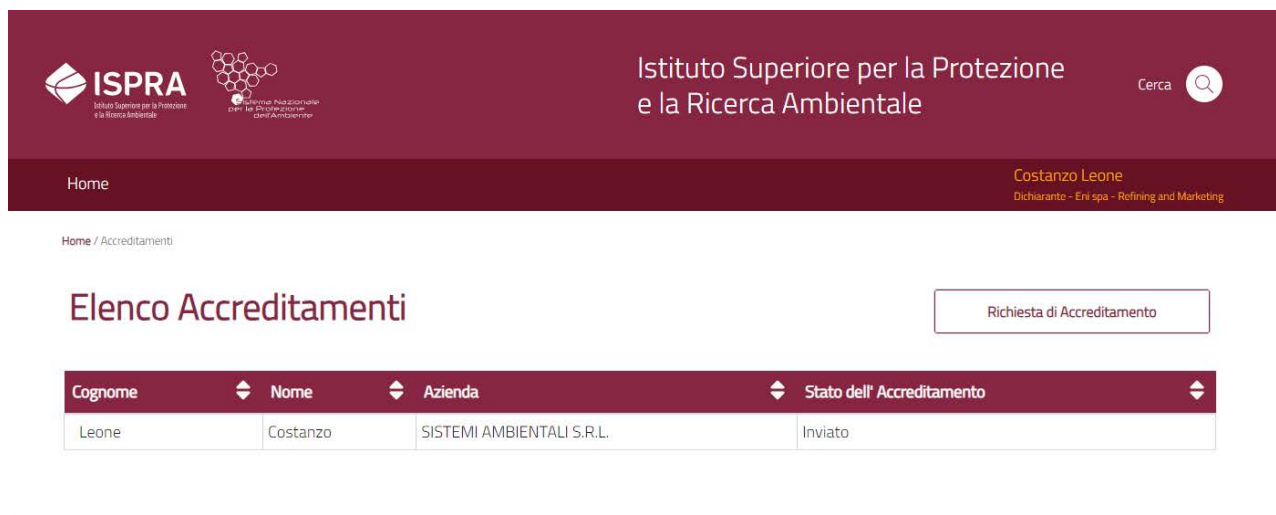 ISPRA
Istituto Superiore per la Protezione
e la Ricerca Ambientale
Sistema Nazionale
per la Protezione
dell'Ambiente
Istituto Superiore per la Protezione
e la Ricerca Ambientale
Cerca
Home
Costanzo Leone
Dichiarante - Eni spa - Refining and Marketing
Home / Accreditamenti
Elenco Accreditamenti
Richiesta di Accreditamento
Cognome Nome Azienda Stato dell' Accreditamento
Leone Costanzo SISTEMI AMBIENTALI S.R.L. Inviato